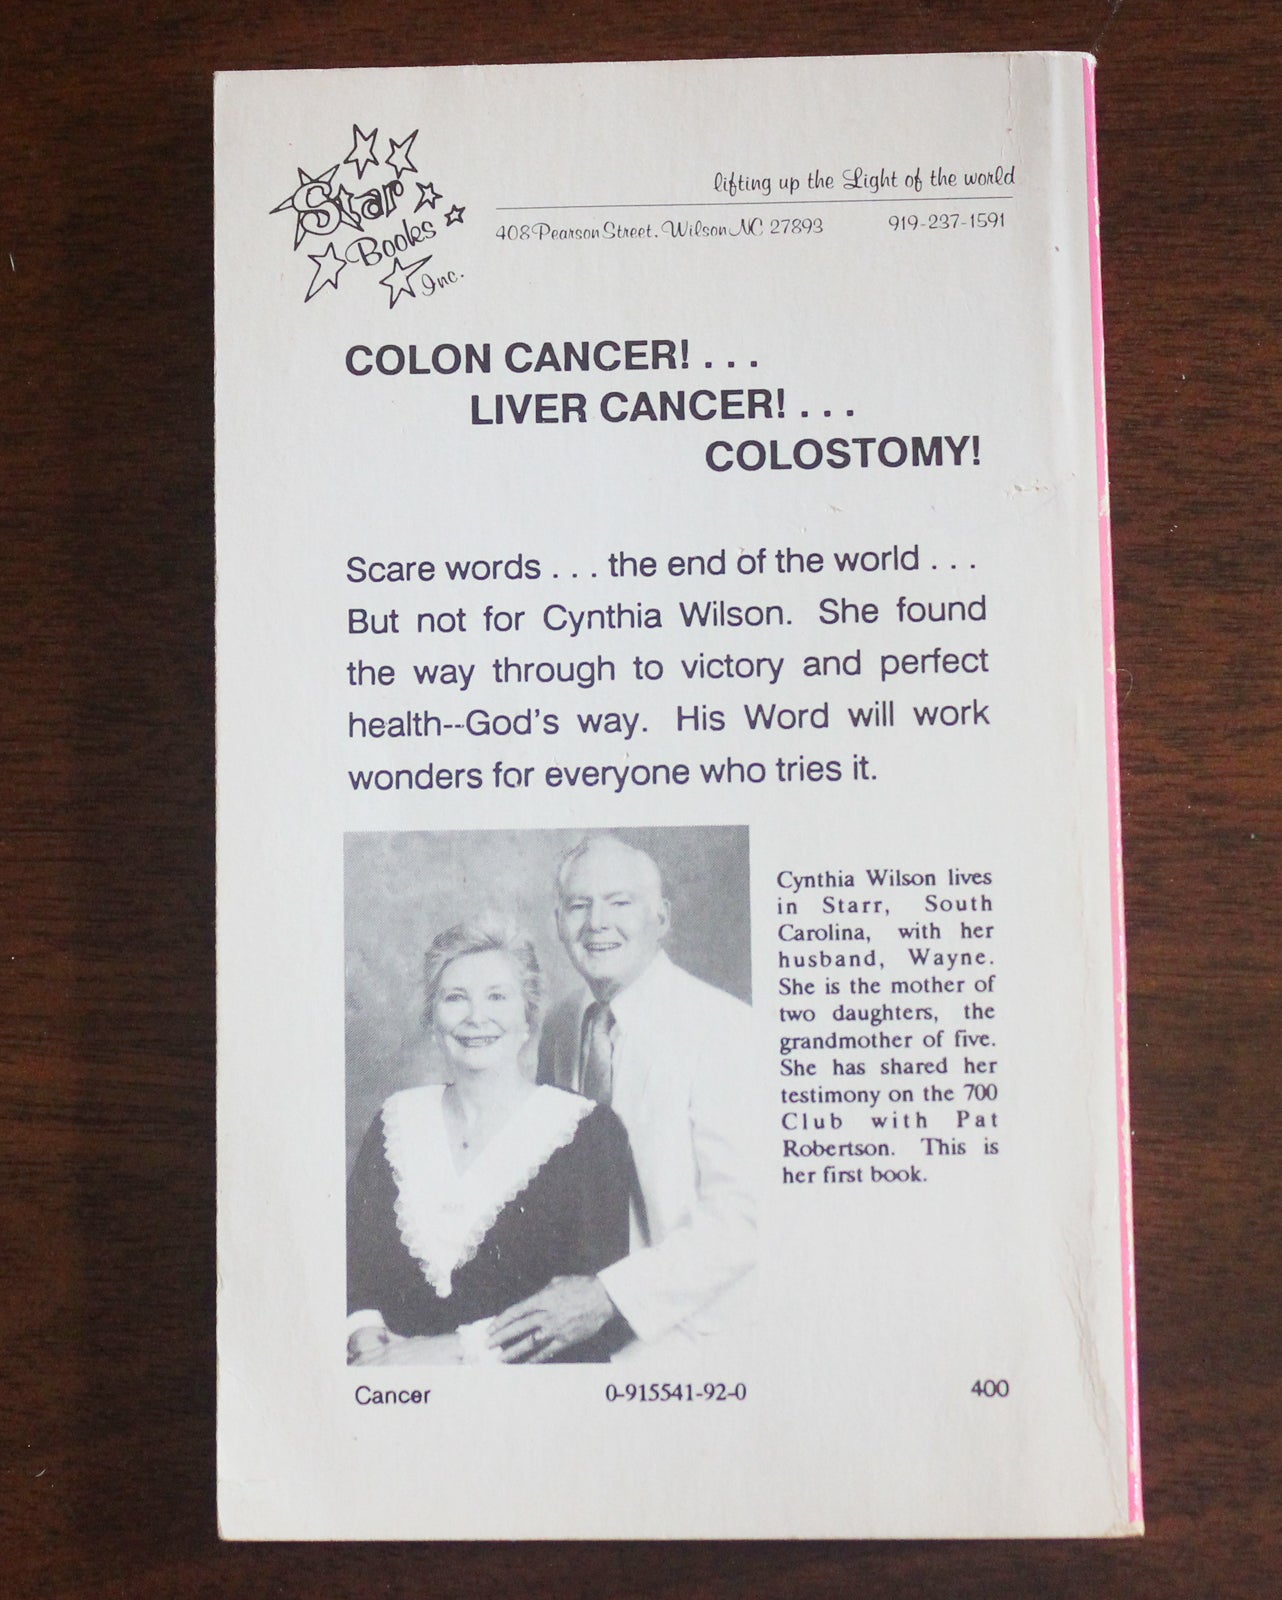 Star
Books
Inc.
lifting up the Light of the world
408 Pearson Street. Wilson NC 27893 919-237-1591
COLON CANCER! . . .
LIVER CANCER! . . .
COLOSTOMY!
Scare words . . . the end of the world . . .
But not for Cynthia Wilson. She found
the way through to victory and perfect
health--God's way. His Word will work
wonders for everyone who tries it.
Cynthia Wilson lives
in Starr, South
Carolina, with her
husband, Wayne.
She is the mother of
two daughters, the
grandmother of five.
She has shared her
testimony on the 700
Club with Pat
Robertson. This is
her first book.
Cancer 0-915541-92-0 400